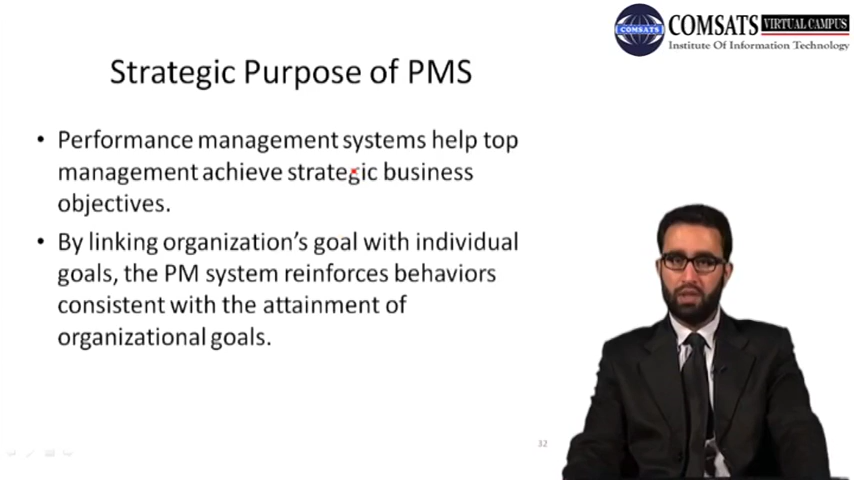 COMSATS VIRTUAL CAMPUS
COMSATS
Institute Of Information Technology
Strategic Purpose of PMS
• Performance management systems help top
management achieve strategic business
objectives.
• By linking organization's goal with individual
goals, the PM system reinforces behaviors
consistent with the attainment of
organizational goals.
32